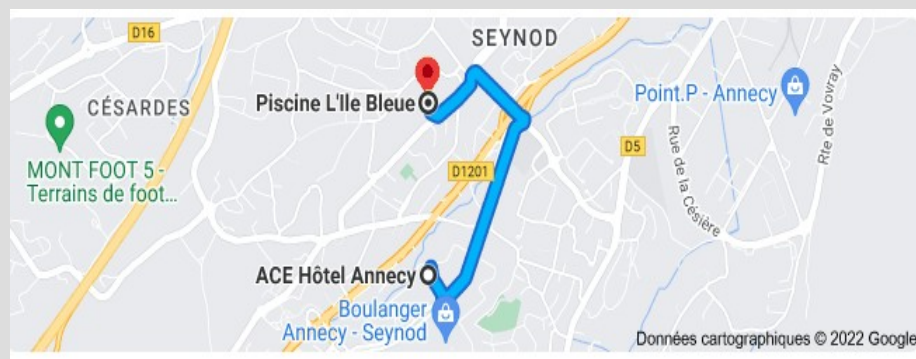 D16
SEYNOD
Piscine L'Ile Bleue
CÉSARDES
Point.P - Annecy
MONT FOOT 5 -
Terrains de foot...
D1201
D5
Rue de la Césière
Rte de Vovray
ACE Hôtel Annecy
Boulanger
Annecy - Seynod
Données cartographiques © 2022 Google